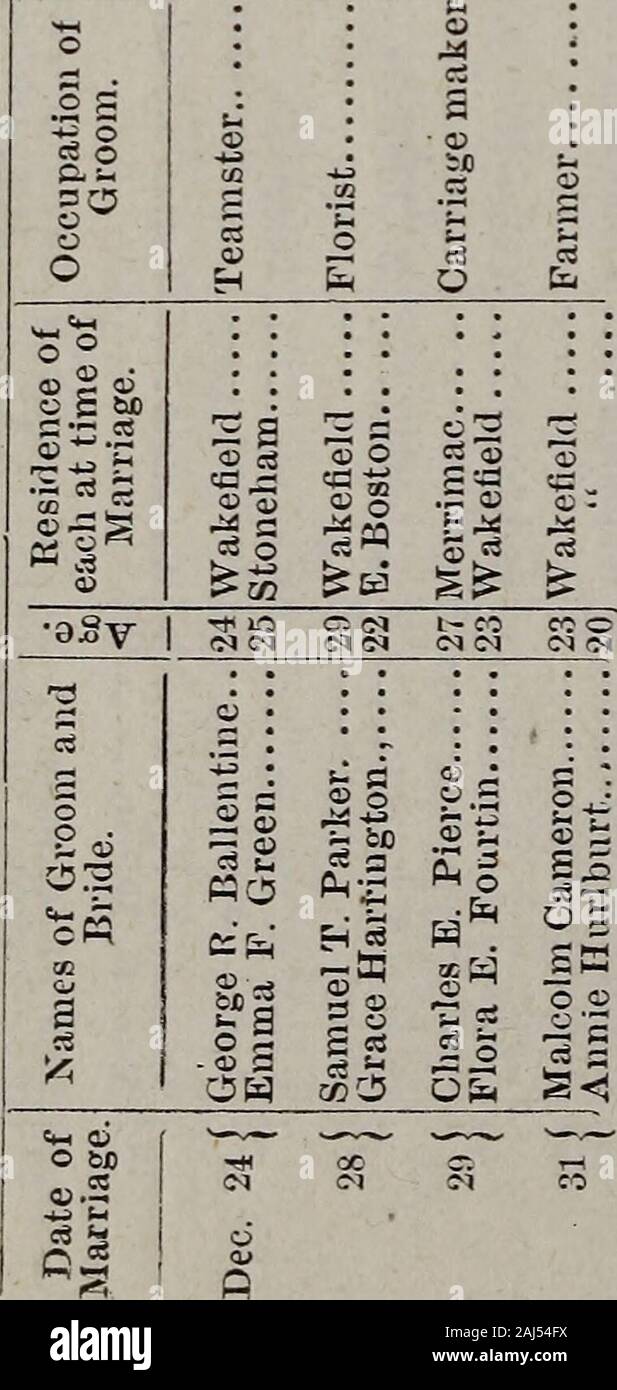 Date of Marriage. | Names of Groom and Bride. | Age. | Residence of each at time of Marriage. | Occupation of Groom.
Dec. 24 { George R. Ballentine.. | 24 | Wakefield ..... | Teamster......
Emma F. Green....... | 25 | Stoneham......
28 { Samuel T. Parker. .... | 29 | Wakefield ..... | Florist.........
Grace Harrington.,.... | 22 | E. Boston.. ...
29 { Charles E. Pierce...... | 27 | Merrimac... .. | Carriage maker
Flora E. Fourtin....... | 23 | Wakefield .....
31 { Malcolm Cameron...... | 23 | Wakefield ..... | Farmer.........
Annie Hurlburt...,..... | 20 | “ .....
alamy
Image ID: 2AJ54FX
www.alamy.com